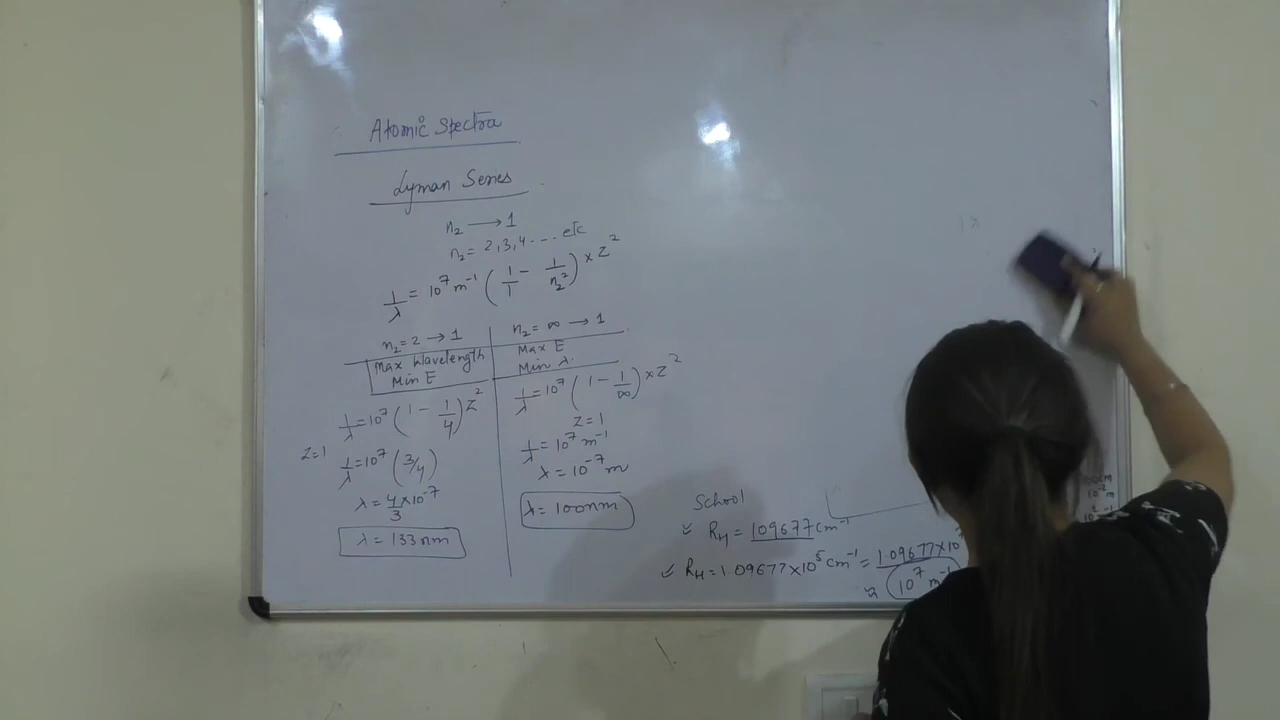 Atomic Spectra
Lyman Series
n₂ ⟶ 1
n₂ = 2,3,4 .... etc
1/λ = 10⁷ m⁻¹ (1/1 − 1/n₂²) × Z²
n₂ = 2 → 1
Max Wavelength
Min E
1/λ = 10⁷ (1 − 1/4) Z²
Z=1
1/λ = 10⁷ (3/4)
λ = 4/3 × 10⁻⁷
λ = 133 nm
n₂ = ∞ → 1
Max E
Min λ.
1/λ = 10⁷ (1 − 1/∞) × Z²
Z = 1
1/λ = 10⁷ m⁻¹
λ = 10⁻⁷ m
λ = 100nm
School
R_H = 109677 cm⁻¹
R_H = 1.09677 × 10⁵ cm⁻¹ = 1.09677 × 10
≈ 10⁷ m⁻¹